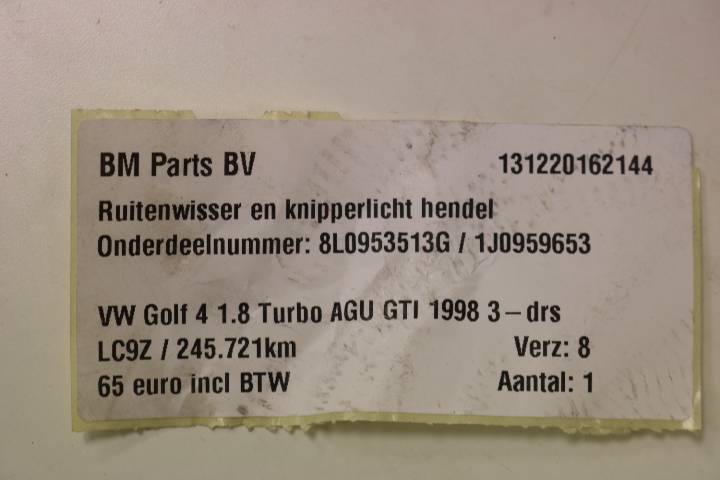 BM Parts BV 131220162144
Ruitenwisser en knipperlicht hendel
Onderdeelnummer: 8L0953513G / 1J0959653
VW Golf 4 1.8 Turbo AGU GTI 1998 3-drs
LC9Z / 245.721km Verz: 8
65 euro incl BTW Aantal: 1